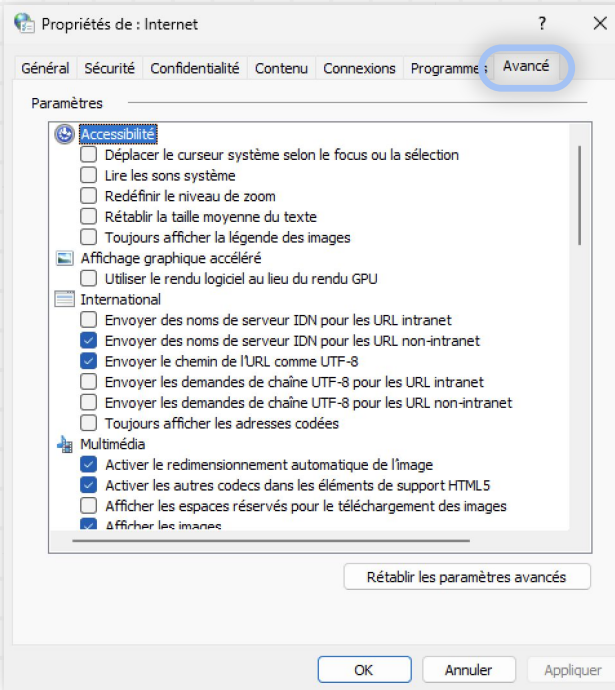 Propriétés de : Internet
Général Sécurité Confidentialité Contenu Connexions Programmes Avancé
Paramètres
Accessibilité
Déplacer le curseur système selon le focus ou la sélection
Lire les sons système
Redéfinir le niveau de zoom
Rétablir la taille moyenne du texte
Toujours afficher la légende des images
Affichage graphique accéléré
Utiliser le rendu logiciel au lieu du rendu GPU
International
Envoyer des noms de serveur IDN pour les URL intranet
Envoyer des noms de serveur IDN pour les URL non-intranet
Envoyer le chemin de l'URL comme UTF-8
Envoyer les demandes de chaîne UTF-8 pour les URL intranet
Envoyer les demandes de chaîne UTF-8 pour les URL non-intranet
Toujours afficher les adresses codées
Multimédia
Activer le redimensionnement automatique de l'image
Activer les autres codecs dans les éléments de support HTML5
Afficher les espaces réservés pour le téléchargement des images
Afficher les images
Rétablir les paramètres avancés
OK Annuler Appliquer